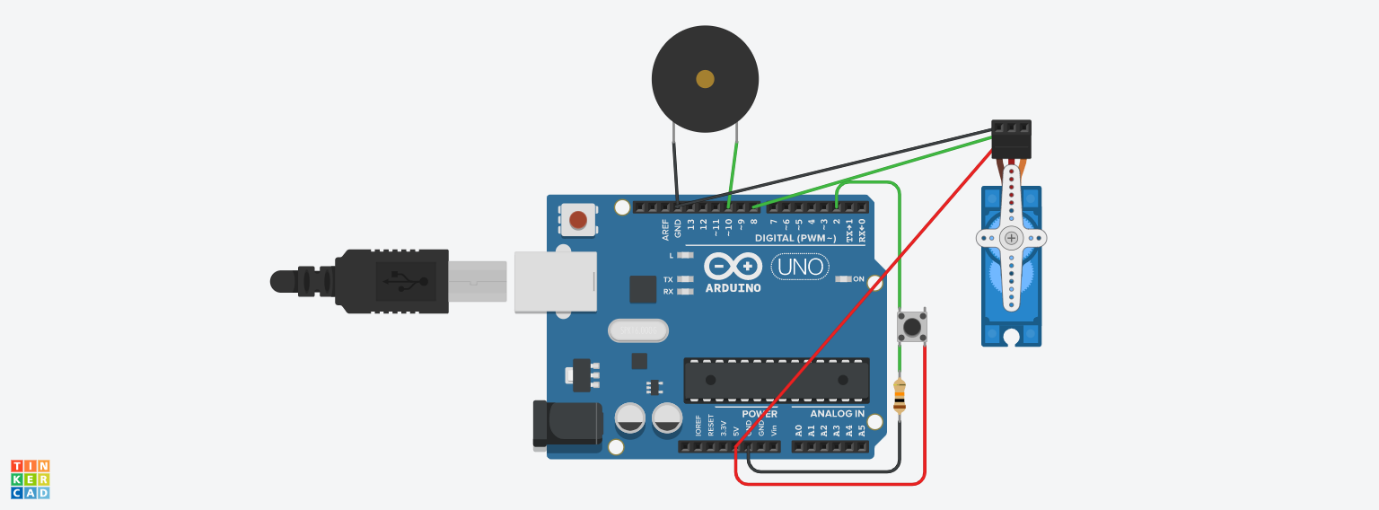 AREF
GND
13
12
~11
~10
~9
8
7
~6
~5
4
~3
2
TX→1
RX←0
DIGITAL (PWM~)
L
TX
RX
ARDUINO
UNO
ON
POWER
ANALOG IN
IOREF
RESET
3.3V
5V
GND
GND
Vin
A0
A1
A2
A3
A4
A5
TIN
KER
CAD